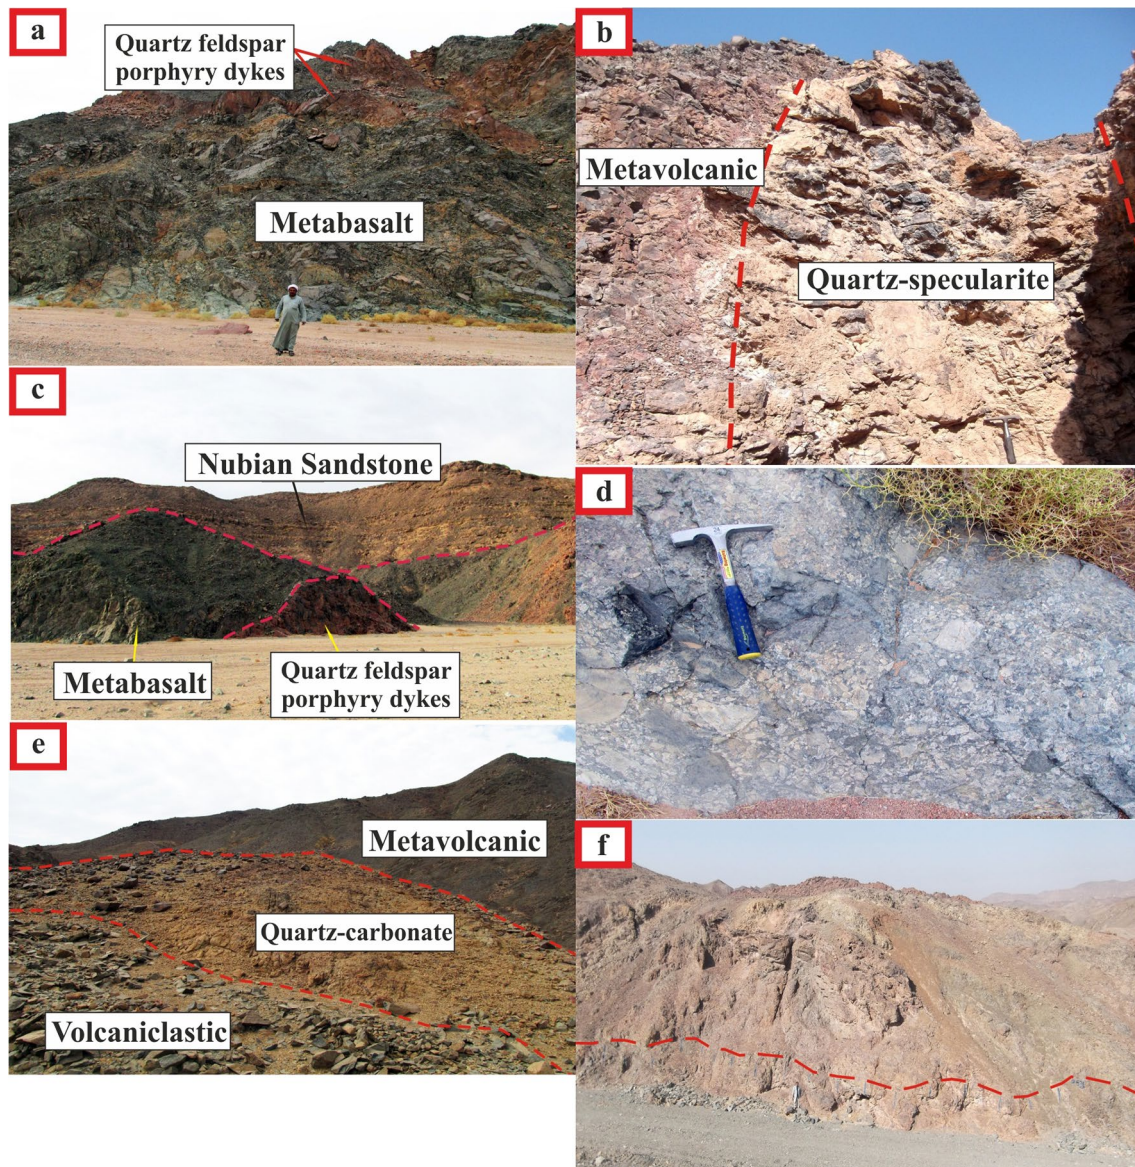 a
Quartz feldspar
porphyry dykes
Metabasalt
b
Metavolcanic
Quartz-specularite
c
Nubian Sandstone
Metabasalt
Quartz feldspar
porphyry dykes
d
e
Metavolcanic
Quartz-carbonate
Volcaniclastic
f